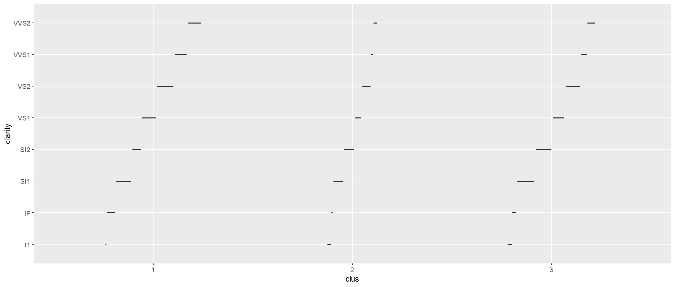 VVS2
VVS1
VS2
VS1
SI2
SI1
IF
I1
clarity
1 2 3
clus